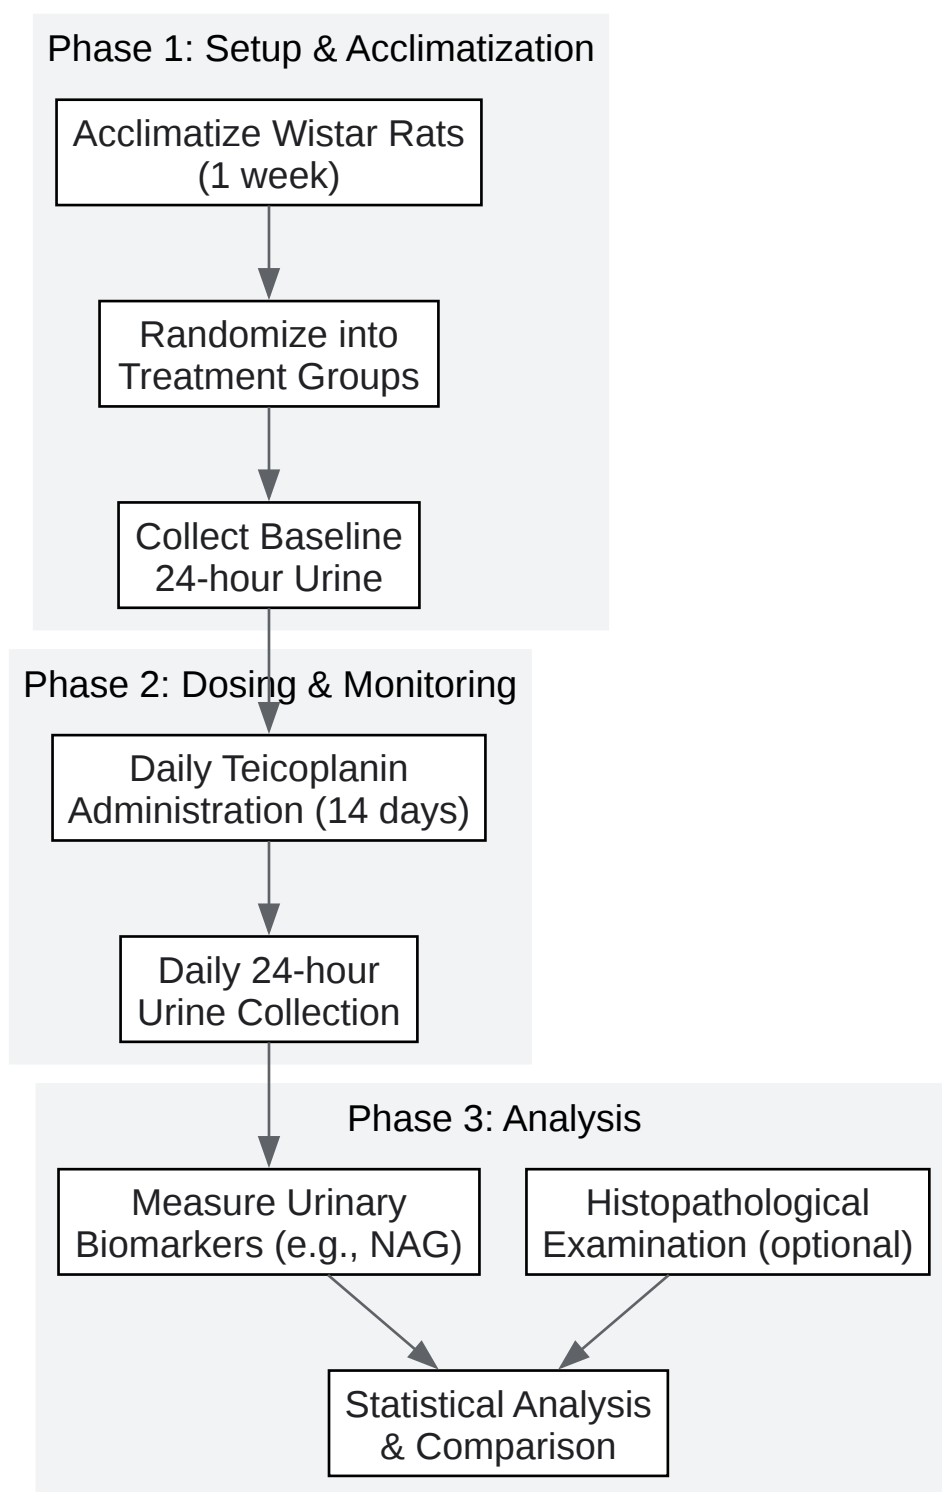 Phase 1: Setup & Acclimatization
Acclimatize Wistar Rats
(1 week)
Randomize into
Treatment Groups
Collect Baseline
24-hour Urine
Phase 2: Dosing & Monitoring
Daily Teicoplanin
Administration (14 days)
Daily 24-hour
Urine Collection
Phase 3: Analysis
Measure Urinary
Biomarkers (e.g., NAG)
Histopathological
Examination (optional)
Statistical Analysis
& Comparison